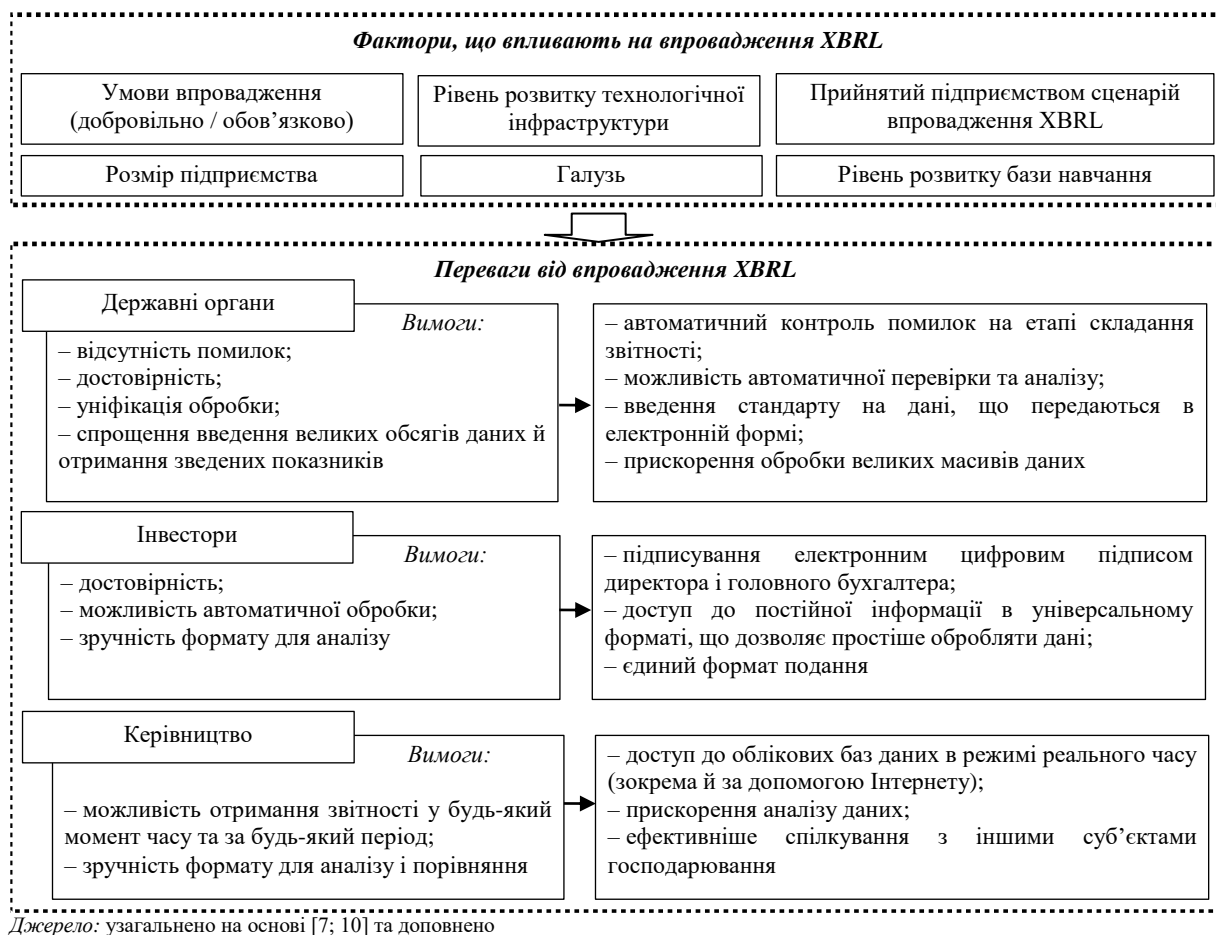 Фактори, що впливають на впровадження XBRL
Умови впровадження
(добровільно / обов’язково)
Рівень розвитку технологічної
інфраструктури
Прийнятий підприємством сценарій
впровадження XBRL
Розмір підприємства
Галузь
Рівень розвитку бази навчання
Переваги від впровадження XBRL
Державні органи
Вимоги:
– відсутність помилок;
– достовірність;
– уніфікація обробки;
– спрощення введення великих обсягів даних й
отримання зведених показників
– автоматичний контроль помилок на етапі складання
звітності;
– можливість автоматичної перевірки та аналізу;
– введення стандарту на дані, що передаються в
електронній формі;
– прискорення обробки великих масивів даних
Інвестори
Вимоги:
– достовірність;
– можливість автоматичної обробки;
– зручність формату для аналізу
– підписування електронним цифровим підписом
директора і головного бухгалтера;
– доступ до постійної інформації в універсальному
форматі, що дозволяє простіше обробляти дані;
– єдиний формат подання
Керівництво
Вимоги:
– можливість отримання звітності у будь-який
момент часу та за будь-який період;
– зручність формату для аналізу і порівняння
– доступ до облікових баз даних в режимі реального часу
(зокрема й за допомогою Інтернету);
– прискорення аналізу даних;
– ефективніше спілкування з іншими суб’єктами
господарювання
Джерело: узагальнено на основі [7; 10] та доповнено